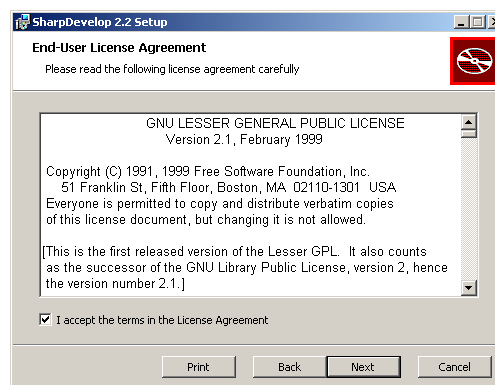 SharpDevelop 2.2 Setup
End-User License Agreement
Please read the following license agreement carefully
GNU LESSER GENERAL PUBLIC LICENSE
Version 2.1, February 1999
Copyright (C) 1991, 1999 Free Software Foundation, Inc.
51 Franklin St, Fifth Floor, Boston, MA  02110-1301  USA
Everyone is permitted to copy and distribute verbatim copies
of this license document, but changing it is not allowed.
[This is the first released version of the Lesser GPL.  It also counts
as the successor of the GNU Library Public License, version 2, hence
the version number 2.1.]
I accept the terms in the License Agreement
Print
Back
Next
Cancel